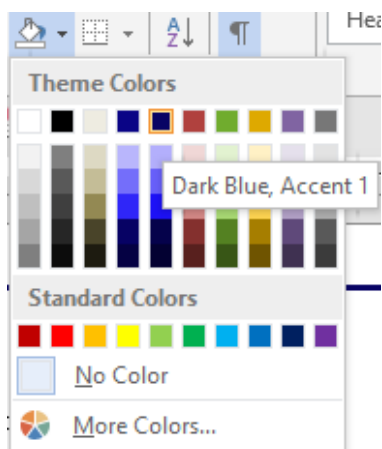 Hea
A
Z
¶
Theme Colors
Dark Blue, Accent 1
Standard Colors
No Color
More Colors...